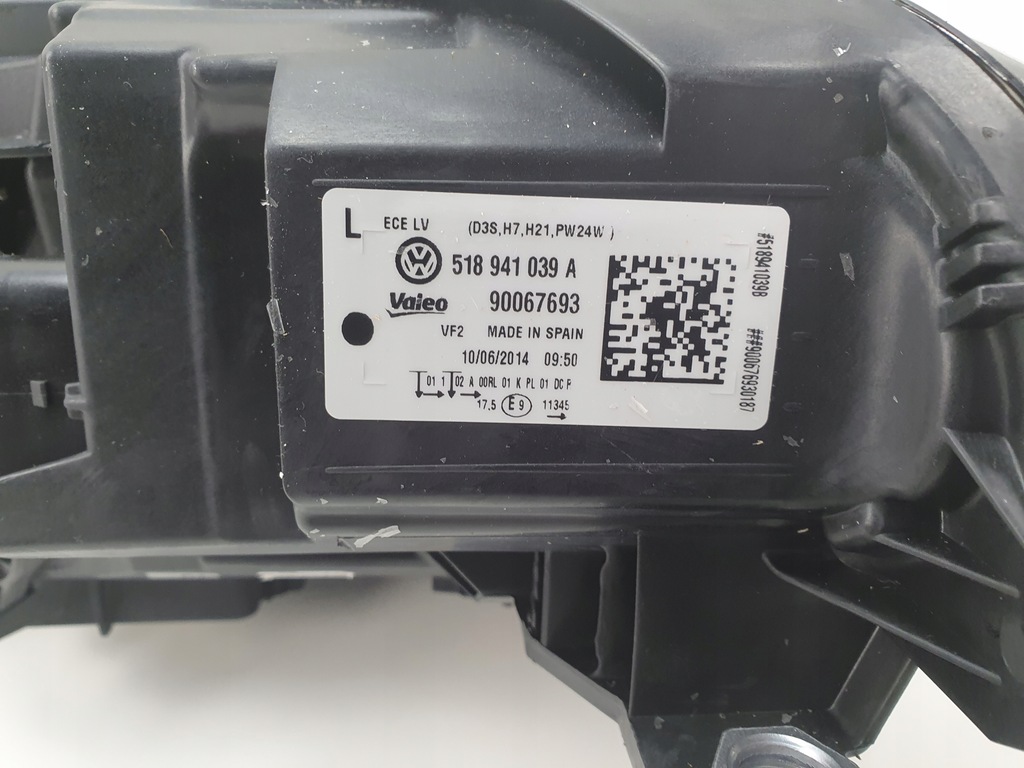 L ECE LV (D3S,H7,H21,PW24W )
518 941 039 A
Valeo 90067693
VF2 MADE IN SPAIN
10/06/2014 09:50
01 1 02 A 00RL 01 K PL 01 DC P
17.5 E9 11345
#518941039B
###900676930187